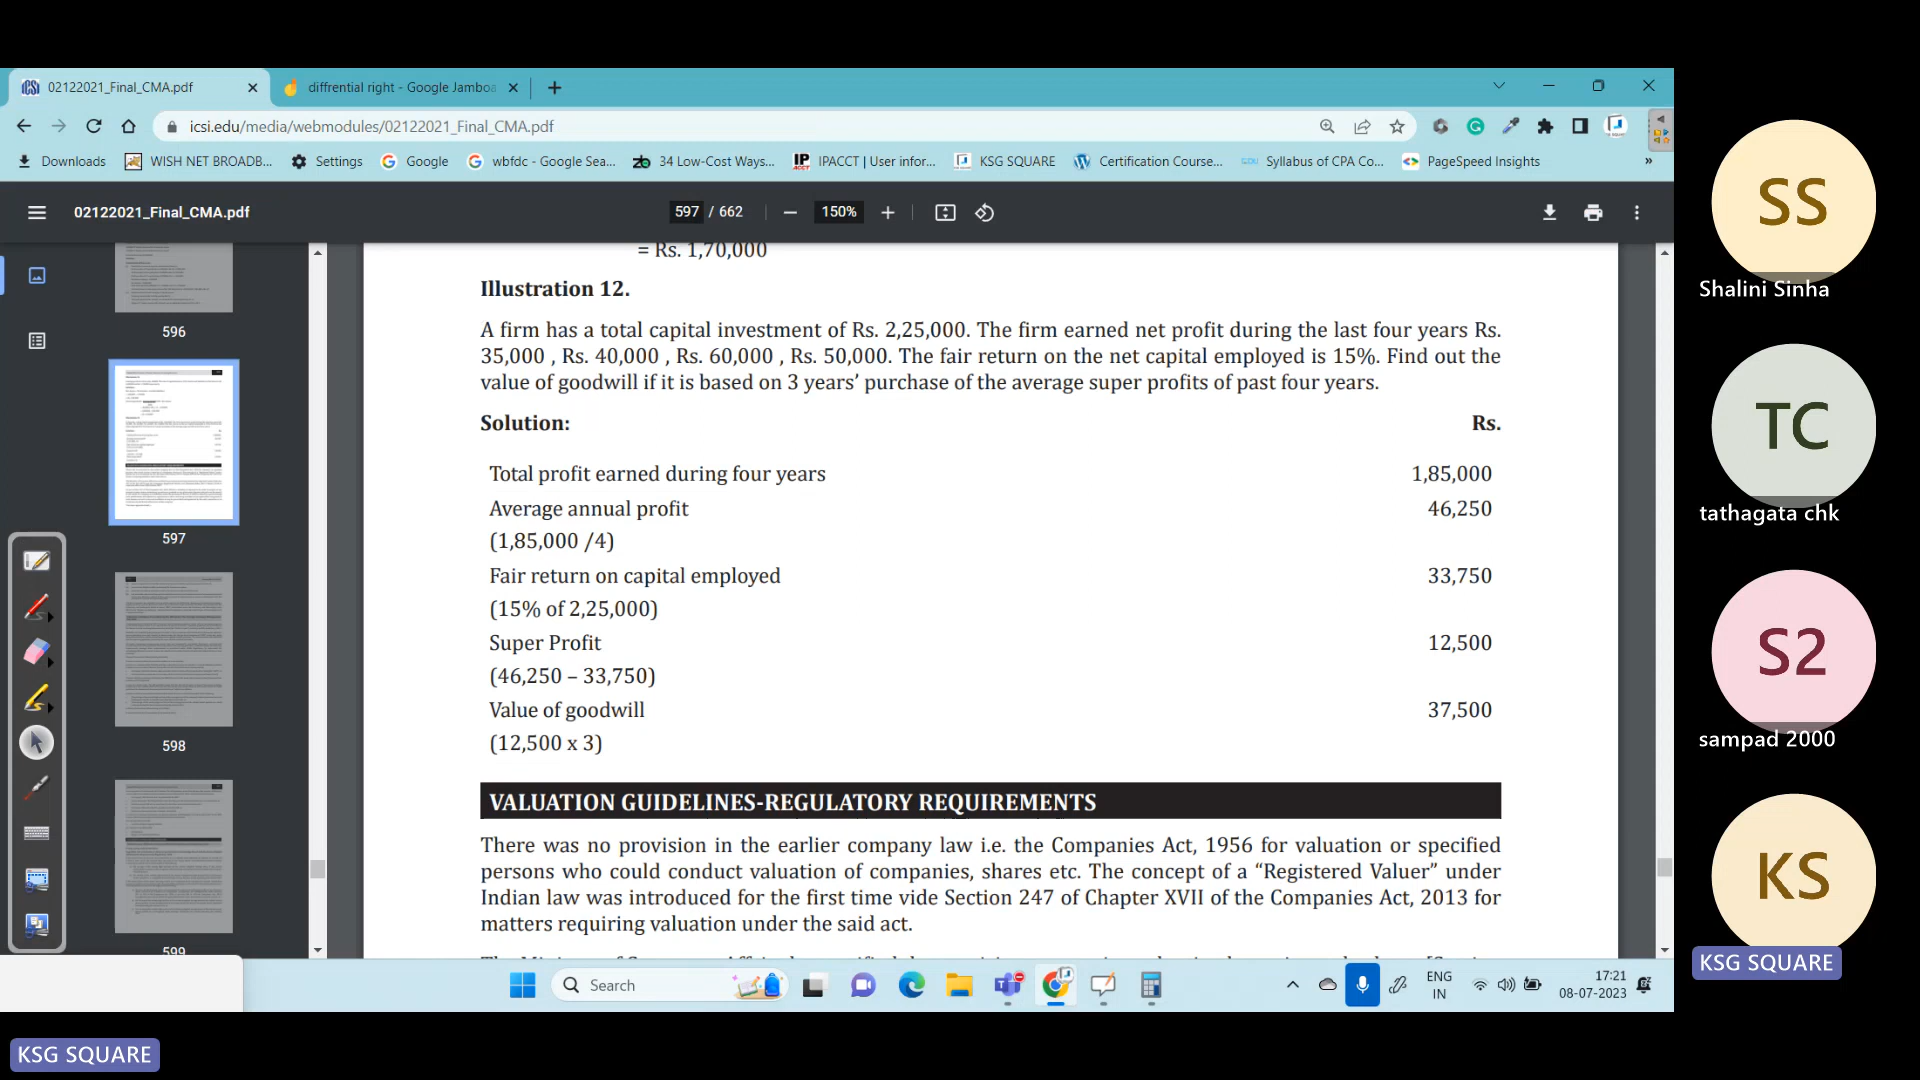 02122021_Final_CMA.pdf
diffrential right - Google Jamboa
icsi.edu/media/webmodules/02122021_Final_CMA.pdf
Downloads
WISH NET BROADB...
Settings
Google
wbfdc - Google Sea...
34 Low-Cost Ways...
IPACCT | User infor...
KSG SQUARE
Certification Course...
Syllabus of CPA Co...
PageSpeed Insights
»
02122021_Final_CMA.pdf
597 / 662
150%
596
597
598
599
= Rs. 1,70,000
Illustration 12.
A firm has a total capital investment of Rs. 2,25,000. The firm earned net profit during the last four years Rs.
35,000 , Rs. 40,000 , Rs. 60,000 , Rs. 50,000. The fair return on the net capital employed is 15%. Find out the
value of goodwill if it is based on 3 years’ purchase of the average super profits of past four years.
Solution: Rs.
Total profit earned during four years 1,85,000
Average annual profit 46,250
(1,85,000 /4)
Fair return on capital employed 33,750
(15% of 2,25,000)
Super Profit 12,500
(46,250 – 33,750)
Value of goodwill 37,500
(12,500 x 3)
VALUATION GUIDELINES-REGULATORY REQUIREMENTS
There was no provision in the earlier company law i.e. the Companies Act, 1956 for valuation or specified
persons who could conduct valuation of companies, shares etc. The concept of a “Registered Valuer” under
Indian law was introduced for the first time vide Section 247 of Chapter XVII of the Companies Act, 2013 for
matters requiring valuation under the said act.
Search
ENG
IN
17:21
08-07-2023
SS
Shalini Sinha
TC
tathagata chk
S2
sampad 2000
KS
KSG SQUARE
KSG SQUARE